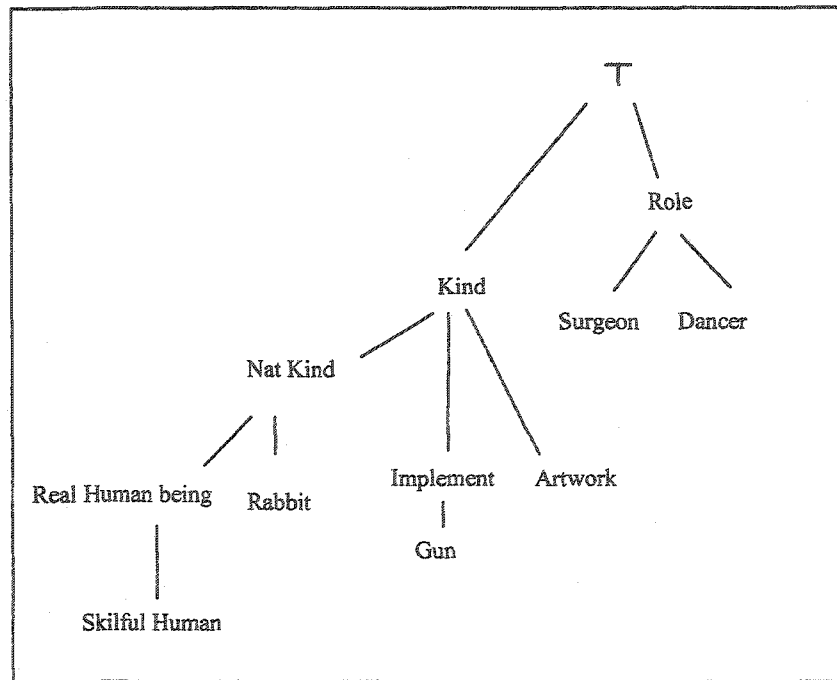 T
Role
Kind
Surgeon Dancer
Nat Kind
Real Human being Rabbit Implement Artwork
Gun
Skilful Human